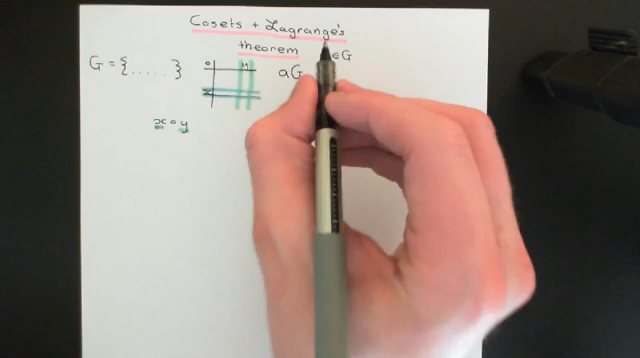 Cosets + Lagrange's
theorem
∈G
G = {.....} o y aG
x
x o y